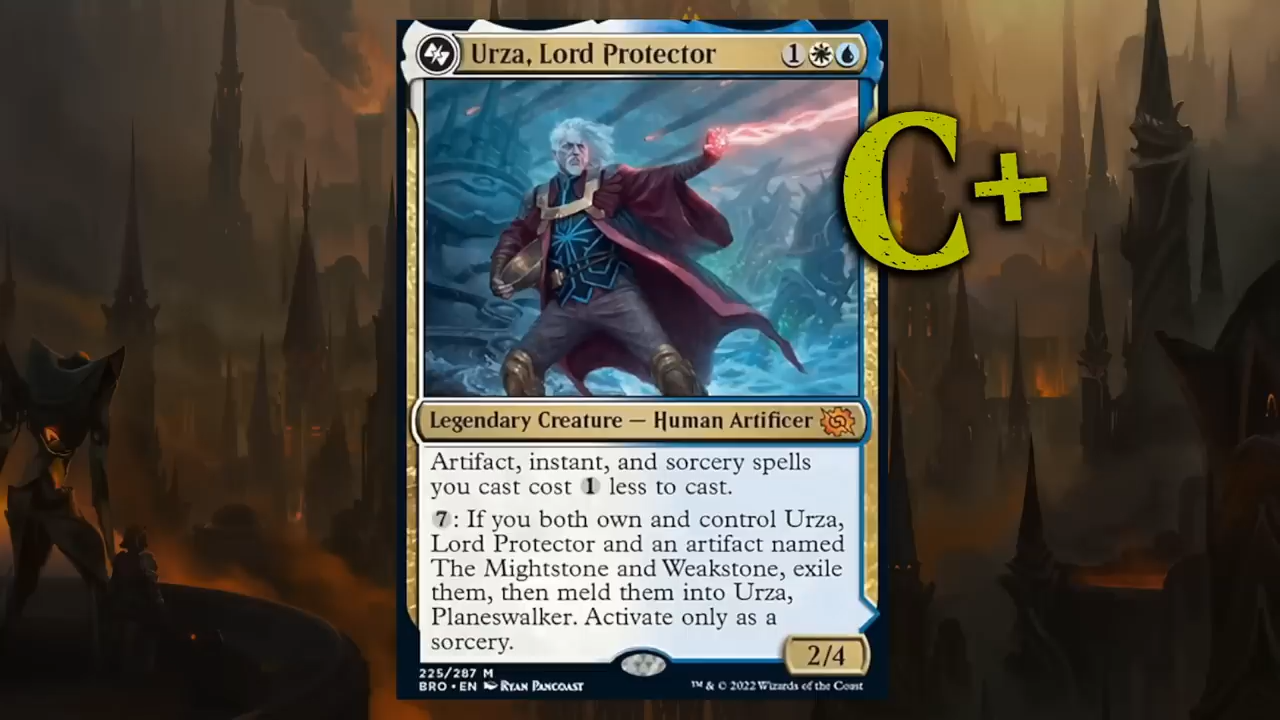 Urza, Lord Protector 1
C+
Legendary Creature — Human Artificer
Artifact, instant, and sorcery spells
you cast cost 1 less to cast.
7: If you both own and control Urza,
Lord Protector and an artifact named
The Mightstone and Weakstone, exile
them, then meld them into Urza,
Planeswalker. Activate only as a
sorcery.
2/4
225/287 M
BRO • EN Ryan Pancoast
™ & © 2022 Wizards of the Coast